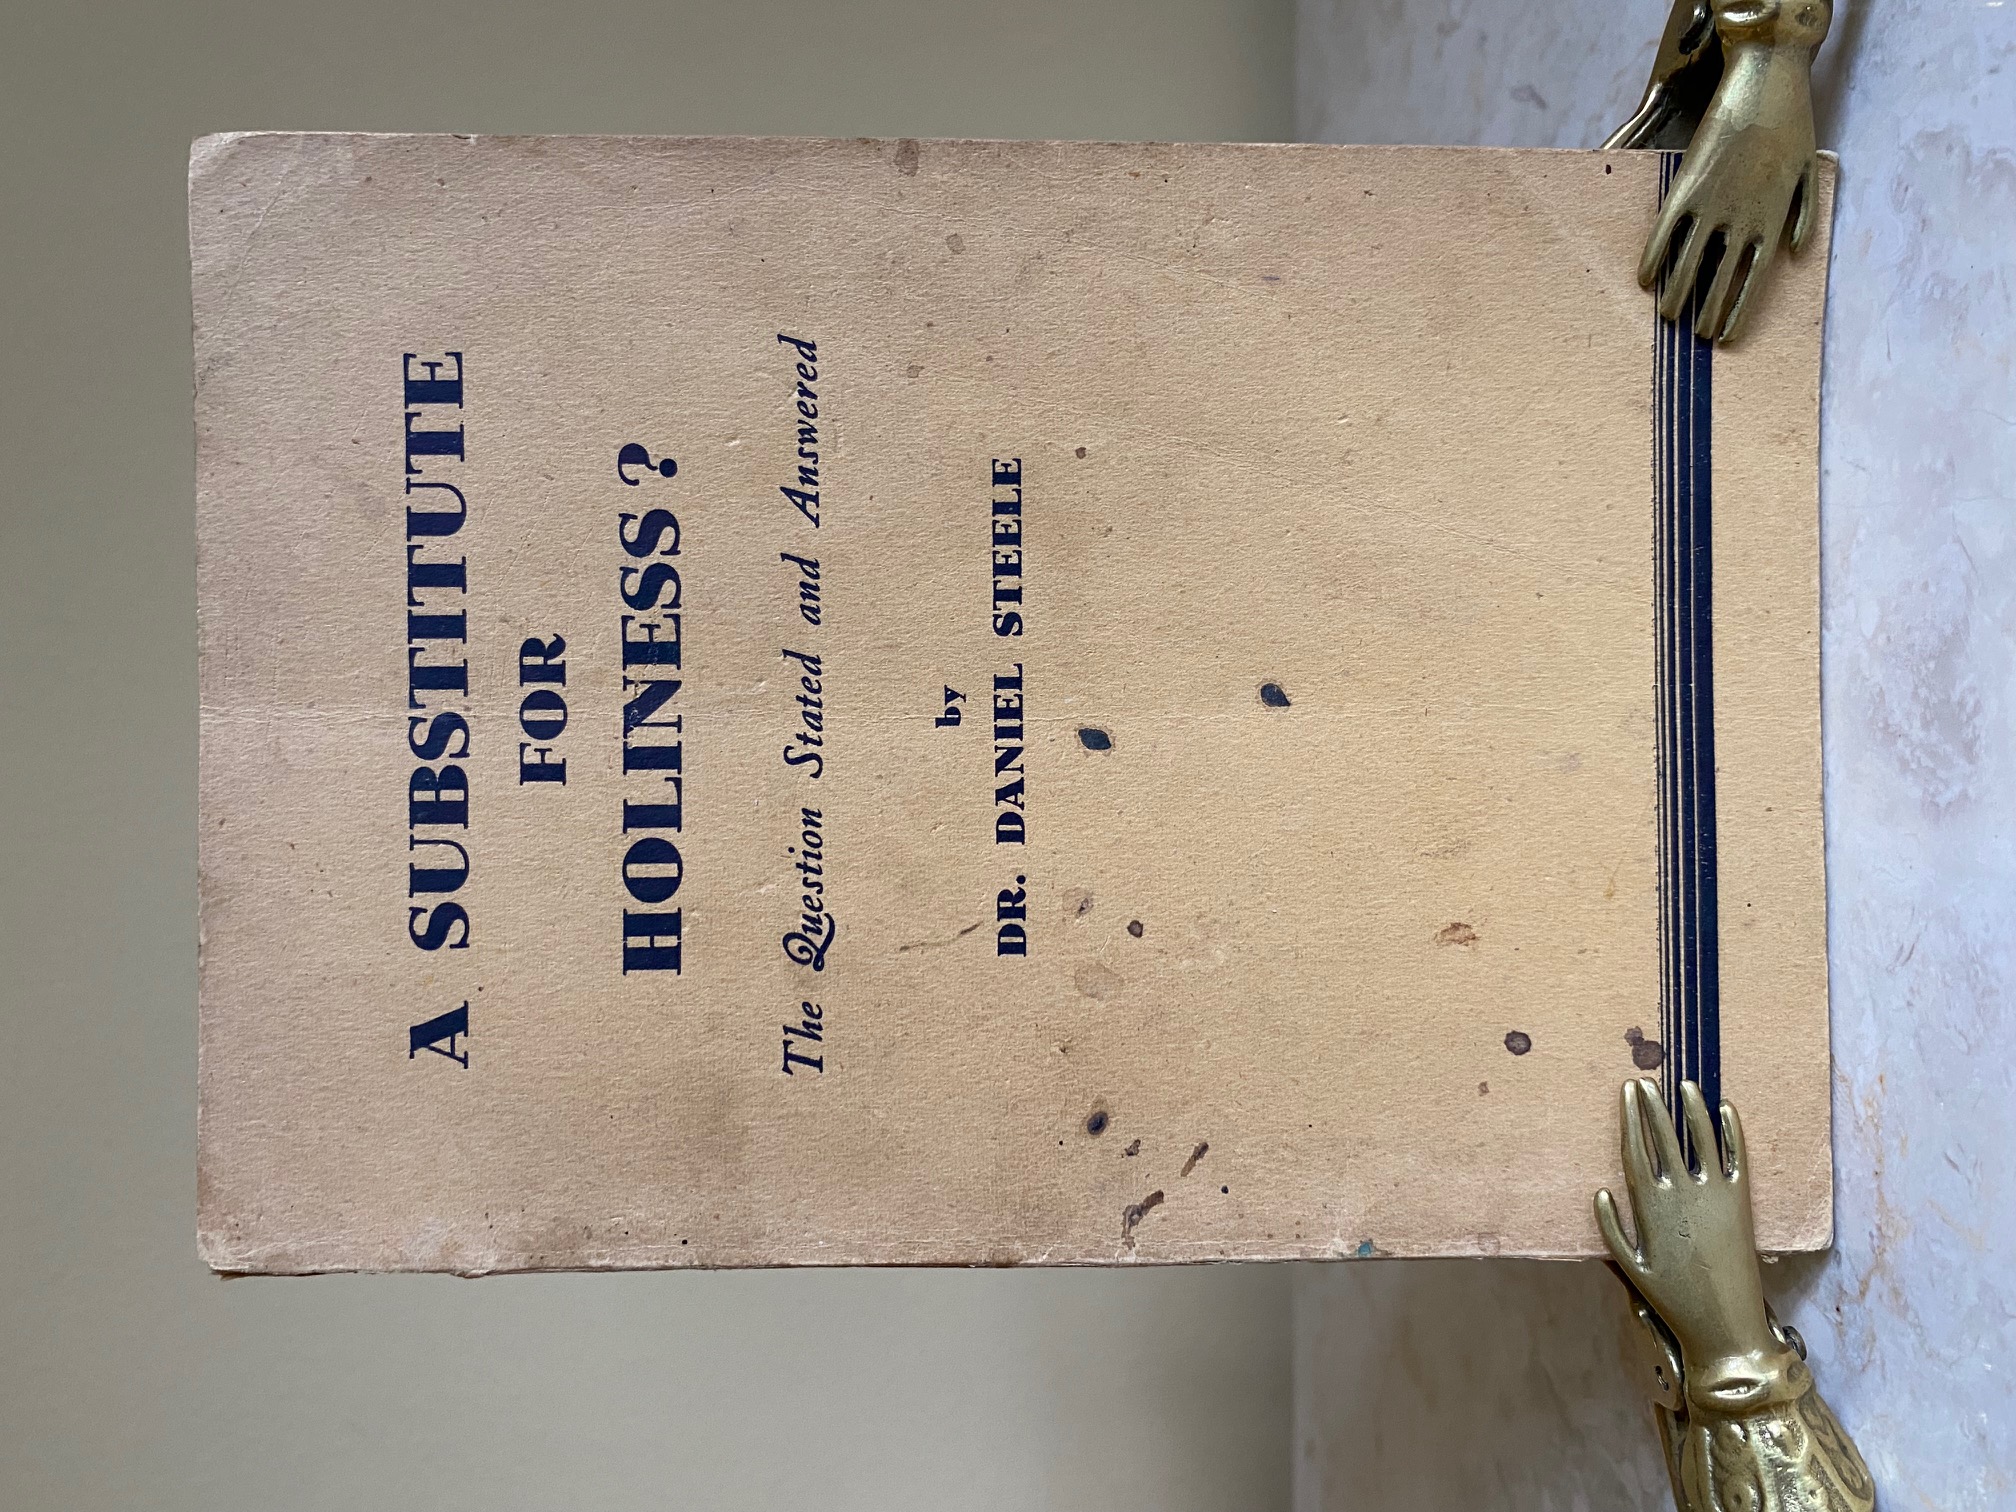 A SUBSTITUTE
FOR
HOLINESS?
The Question Stated and Answered
by
DR. DANIEL STEELE